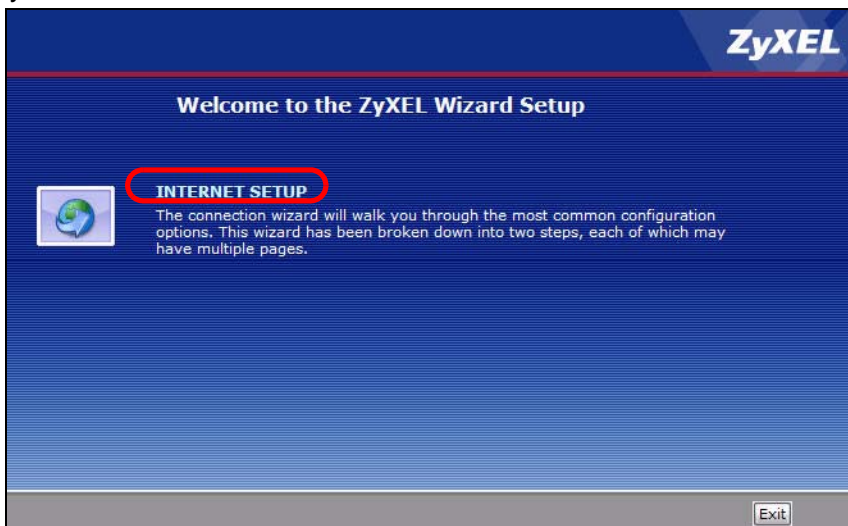 ZyXEL
Welcome to the ZyXEL Wizard Setup
INTERNET SETUP
The connection wizard will walk you through the most common configuration
options. This wizard has been broken down into two steps, each of which may
have multiple pages.
Exit